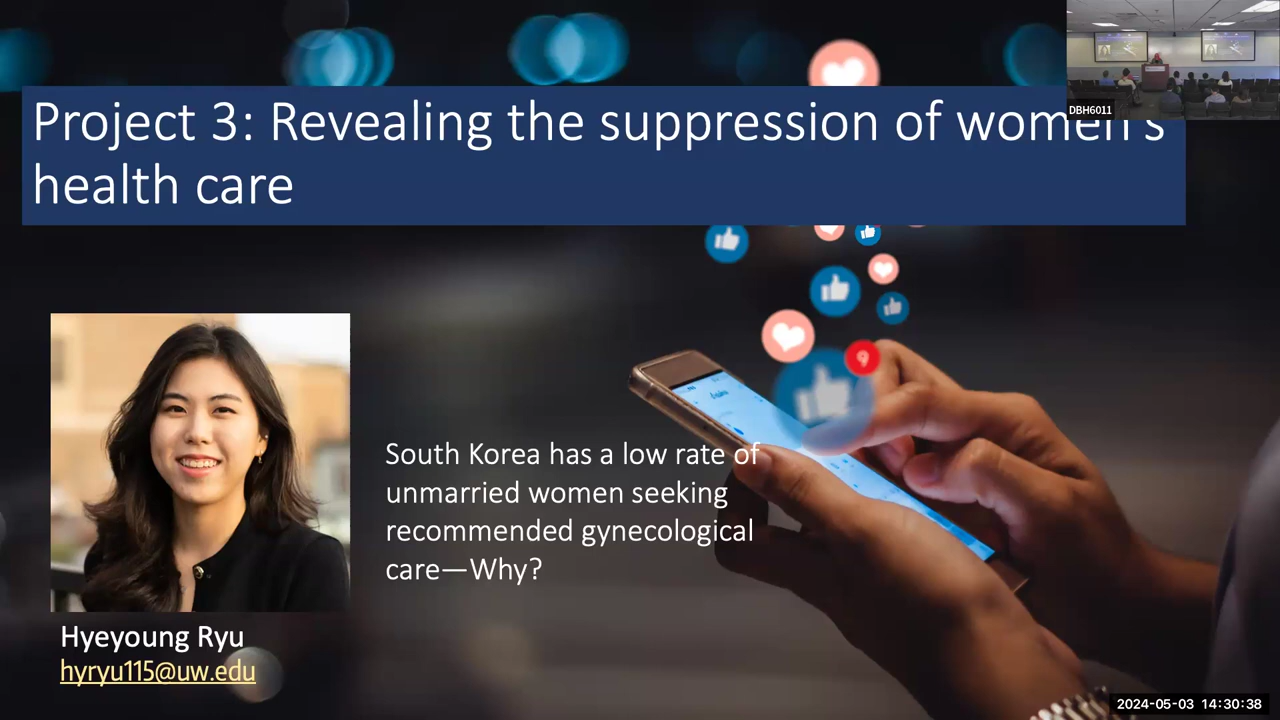 Project 3: Revealing the suppression of women's
health care
DBH6011
9
South Korea has a low rate of
unmarried women seeking
recommended gynecological
care—Why?
Hyeyoung Ryu
hyryu115@uw.edu
2024-05-03 14:30:38